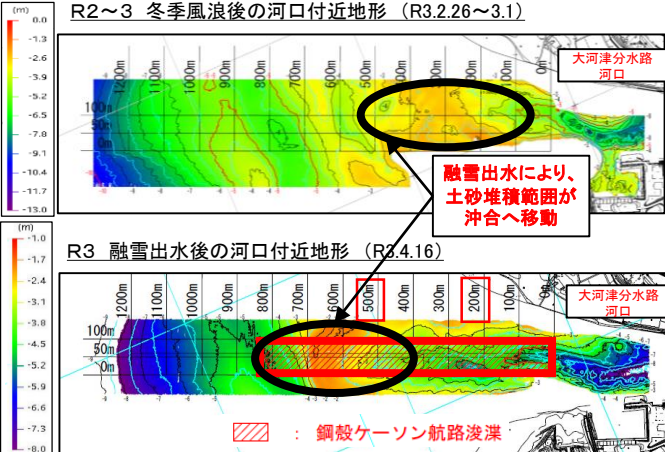 R2～3 冬季風浪後の河口付近地形 （R3.2.26～3.1）
(m)
0.0
-1.3
-2.6
-3.9
-5.2
-6.5
-7.8
-9.1
-10.4
-11.7
-13.0
1200m
1100m
1000m
900m
800m
700m
600m
500m
200m
100m
0m
100m
50m
0m
大河津分水路
河口
融雪出水により、
土砂堆積範囲が
沖合へ移動
R3 融雪出水後の河口付近地形 （R3.4.16）
(m)
-1.0
-1.7
-2.4
-3.1
-3.8
-4.5
-5.2
-5.9
-6.6
-7.3
-8.0
1200m
1100m
1000m
900m
800m
700m
600m
500m
400m
300m
200m
100m
0m
100m
50m
0m
大河津分水路
河口
： 鋼殻ケーソン航路浚渫